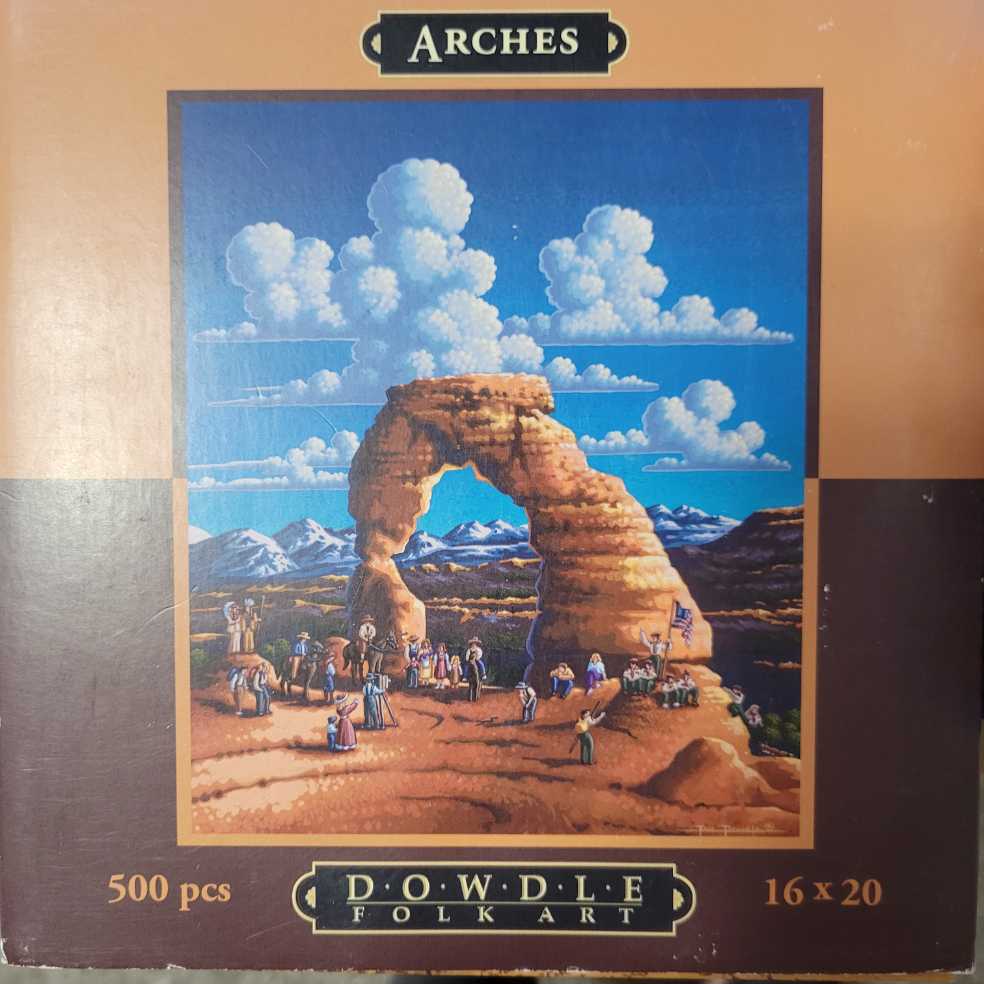 ARCHES
500 pcs
D·O·W·D·L·E
FOLK ART
16 x 20